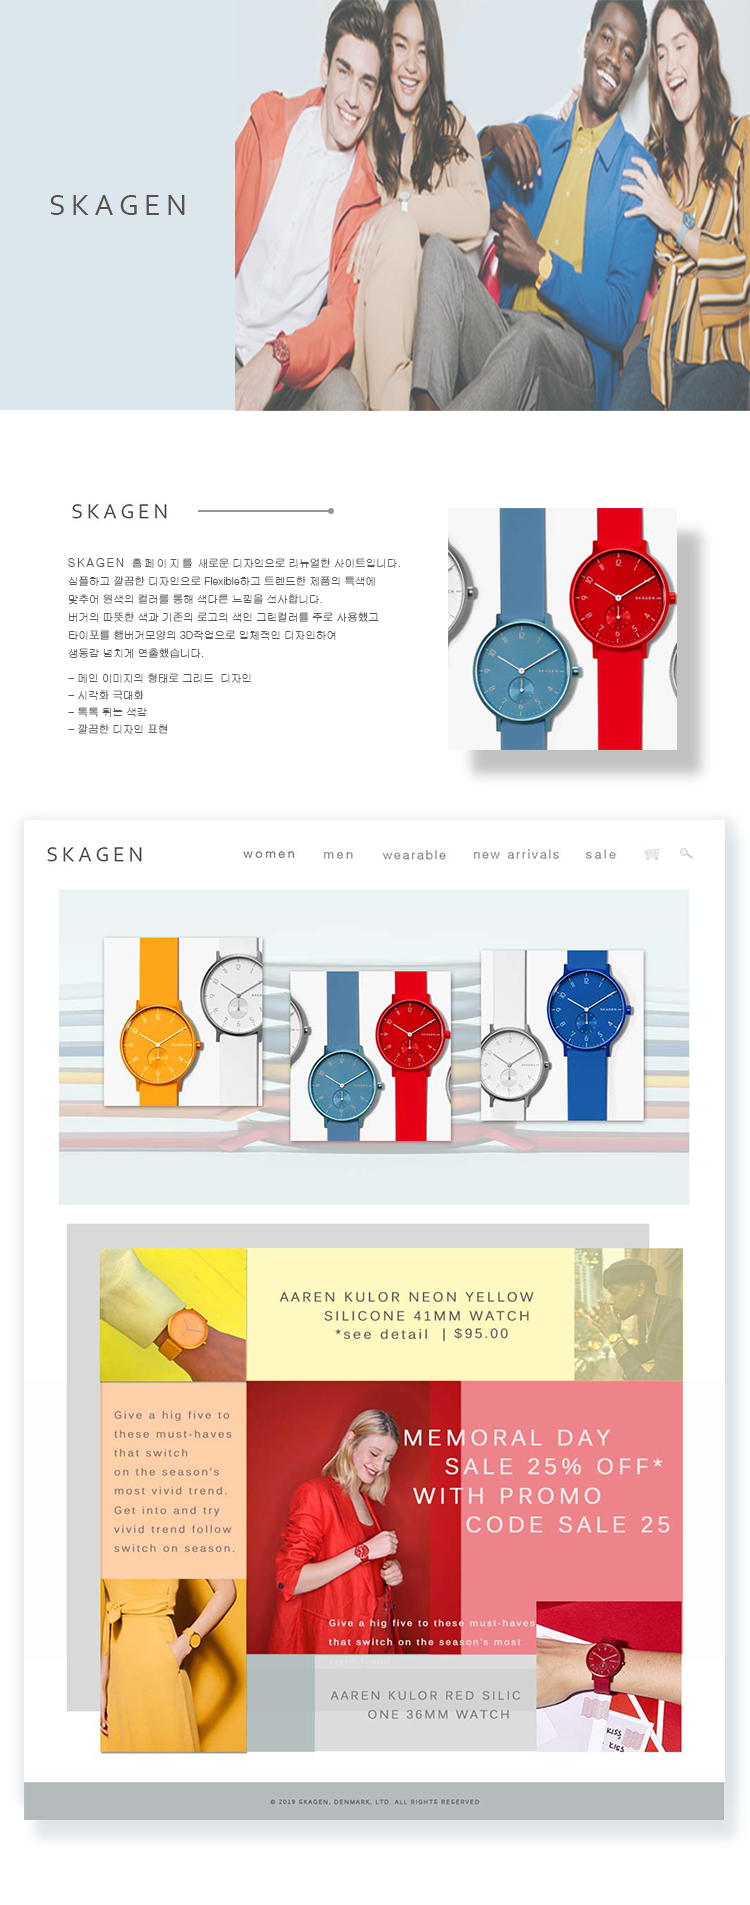 SKAGEN
SKAGEN
SKAGEN 홈페이지를 새로운 디자인으로 리뉴얼한 사이트입니다.
심플하고 깔끔한 디자인으로 Flexible하고 트렌드한 제품의 특색에
맞추어 원색의 컬러를 통해 색다른 느낌을 선사합니다.
버거의 따뜻한 색과 기존의 로고의 색인 그린컬러를 주로 사용했고
타이포를 햄버거모양의 3D작업으로 입체적인 디자인하여
생동감 넘치게 연출했습니다.
– 메인 이미지의 형태로 그리드 디자인
– 시각화 극대화
– 톡톡 튀는 색감
– 깔끔한 디자인 표현
SKAGEN
women men wearable new arrivals sale
AAREN KULOR NEON YELLOW
SILICONE 41MM WATCH
*see detail | $95.00
Give a hig five to
these must-haves
that switch
on the season's
most vivid trend.
Get into and try
vivid trend follow
switch on season.
MEMORAL DAY
SALE 25% OFF*
WITH PROMO
CODE SALE 25
Give a hig five to these must-haves
that switch on the season's most
vivid trend.
AAREN KULOR RED SILIC
ONE 36MM WATCH
KISS,
KISS
© 2019 SKAGEN, DENMARK, LTD. ALL RIGHTS RESERVED